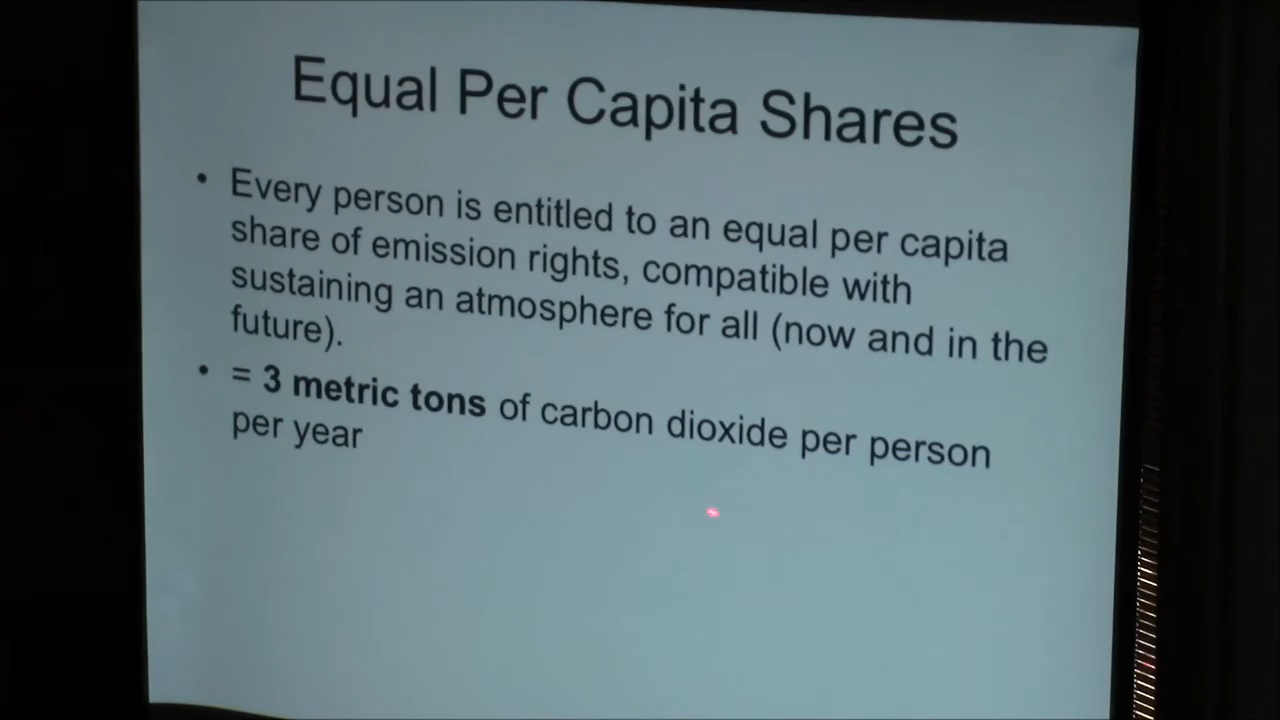 Equal Per Capita Shares
• Every person is entitled to an equal per capita
share of emission rights, compatible with
sustaining an atmosphere for all (now and in the
future).
• = 3 metric tons of carbon dioxide per person
per year